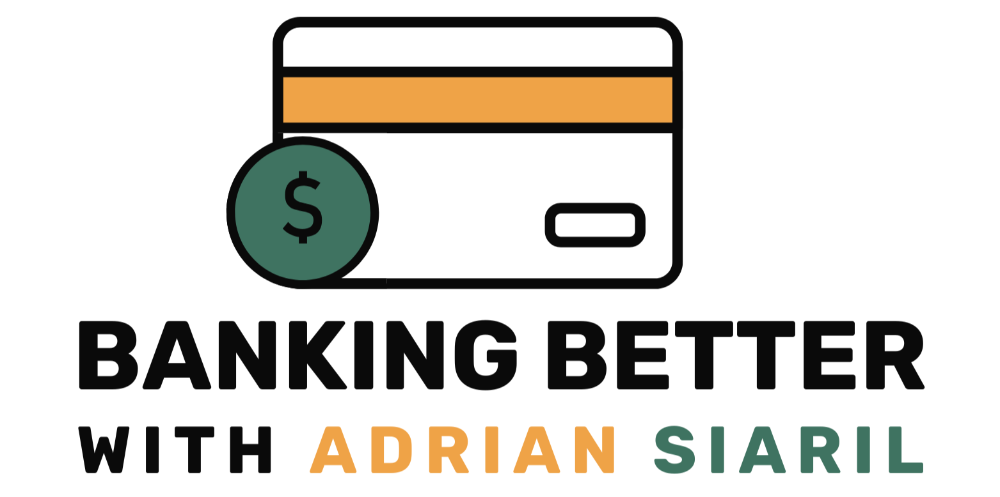 $
BANKING BETTER
WITH ADRIAN SIARIL